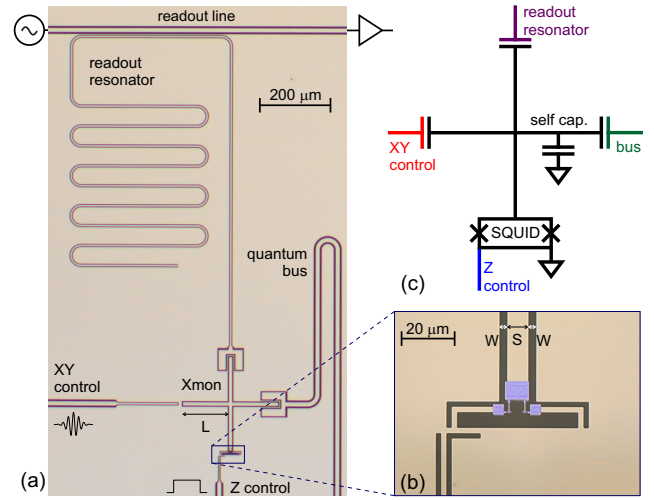 readout line
readout
resonator
200 μm
quantum
bus
XY
control
Xmon
L
Z control
(a)
readout
resonator
self cap.
XY
control
bus
SQUID
Z
control
(c)
20 μm
W S W
(b)